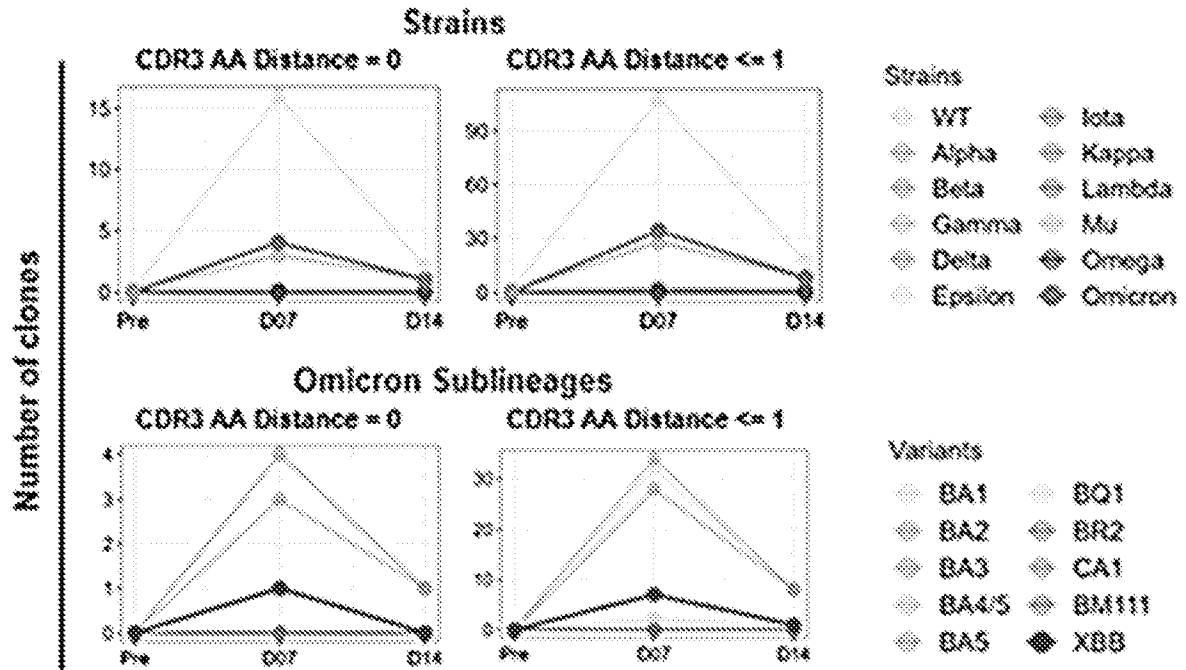 Strains
CDR3 AA Distance = 0
CDR3 AA Distance <= 1
15
10
5
0
Pre
D07
D14
90
60
30
0
Pre
D07
D14
Strains
WT
Alpha
Beta
Gamma
Delta
Epsilon
Iota
Kappa
Lambda
Mu
Omega
Omicron
Number of clones
Omicron Sublineages
CDR3 AA Distance = 0
CDR3 AA Distance <= 1
4
3
2
1
0
Pre
D07
D14
30
20
10
0
Pre
D07
D14
Variants
BA1
BA2
BA3
BA4/5
BA5
BQ1
BR2
CA1
BM111
XBB